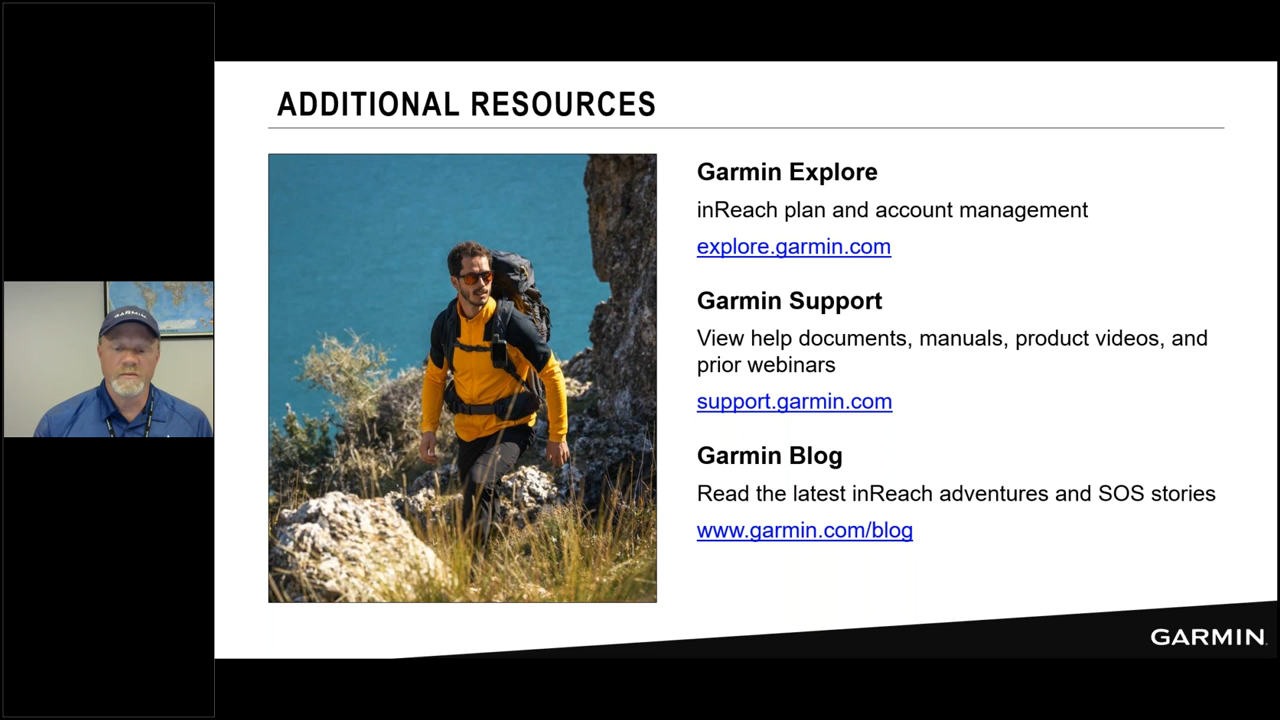 ADDITIONAL RESOURCES
Garmin Explore
inReach plan and account management
explore.garmin.com
Garmin Support
View help documents, manuals, product videos, and
prior webinars
support.garmin.com
Garmin Blog
Read the latest inReach adventures and SOS stories
www.garmin.com/blog
GARMIN
GARMIN